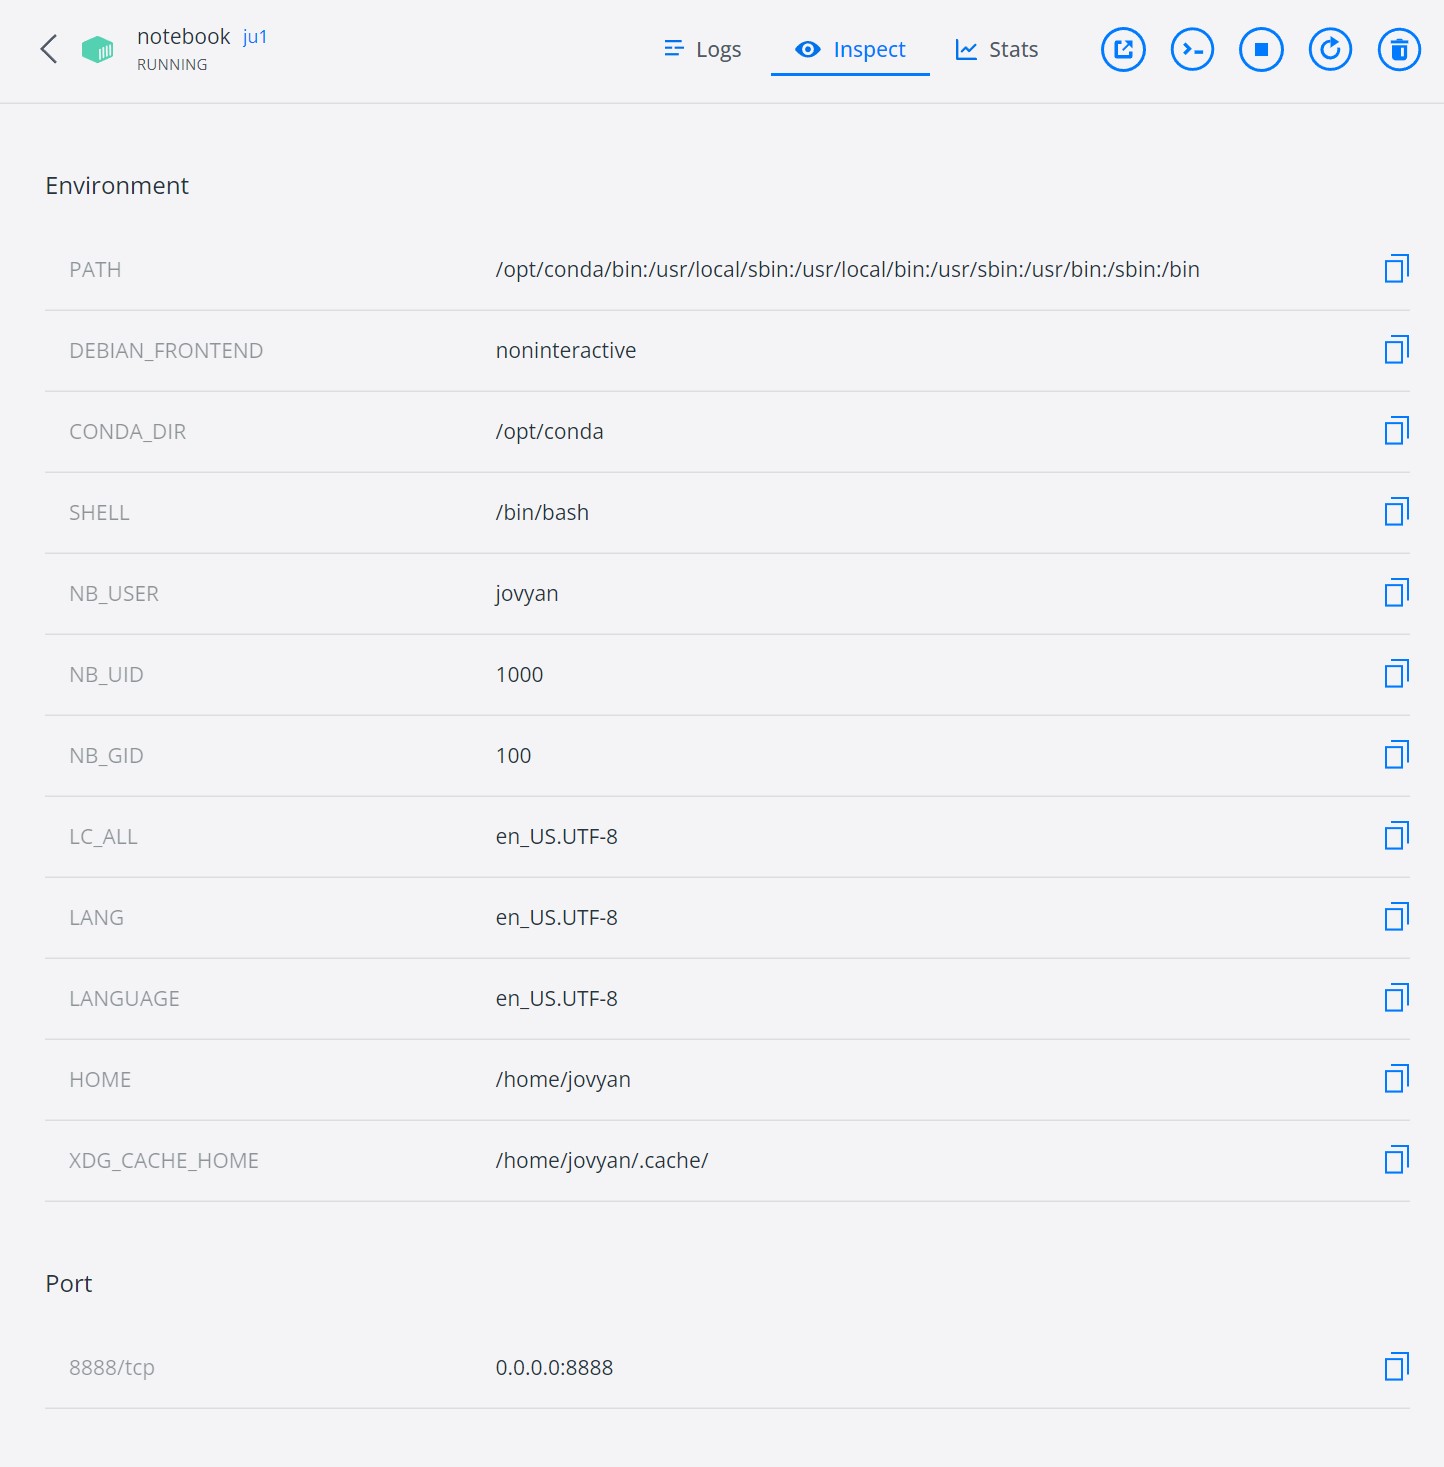 notebook ju1
RUNNING
Logs Inspect Stats
Environment
PATH /opt/conda/bin:/usr/local/sbin:/usr/local/bin:/usr/sbin:/usr/bin:/sbin:/bin
DEBIAN_FRONTEND noninteractive
CONDA_DIR /opt/conda
SHELL /bin/bash
NB_USER jovyan
NB_UID 1000
NB_GID 100
LC_ALL en_US.UTF-8
LANG en_US.UTF-8
LANGUAGE en_US.UTF-8
HOME /home/jovyan
XDG_CACHE_HOME /home/jovyan/.cache/
Port
8888/tcp 0.0.0.0:8888